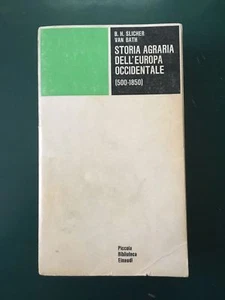 B. H. SLICHER
VAN BATH
STORIA AGRARIA
DELL'EUROPA
OCCIDENTALE
(500-1850)
Piccola
Biblioteca
Einaudi